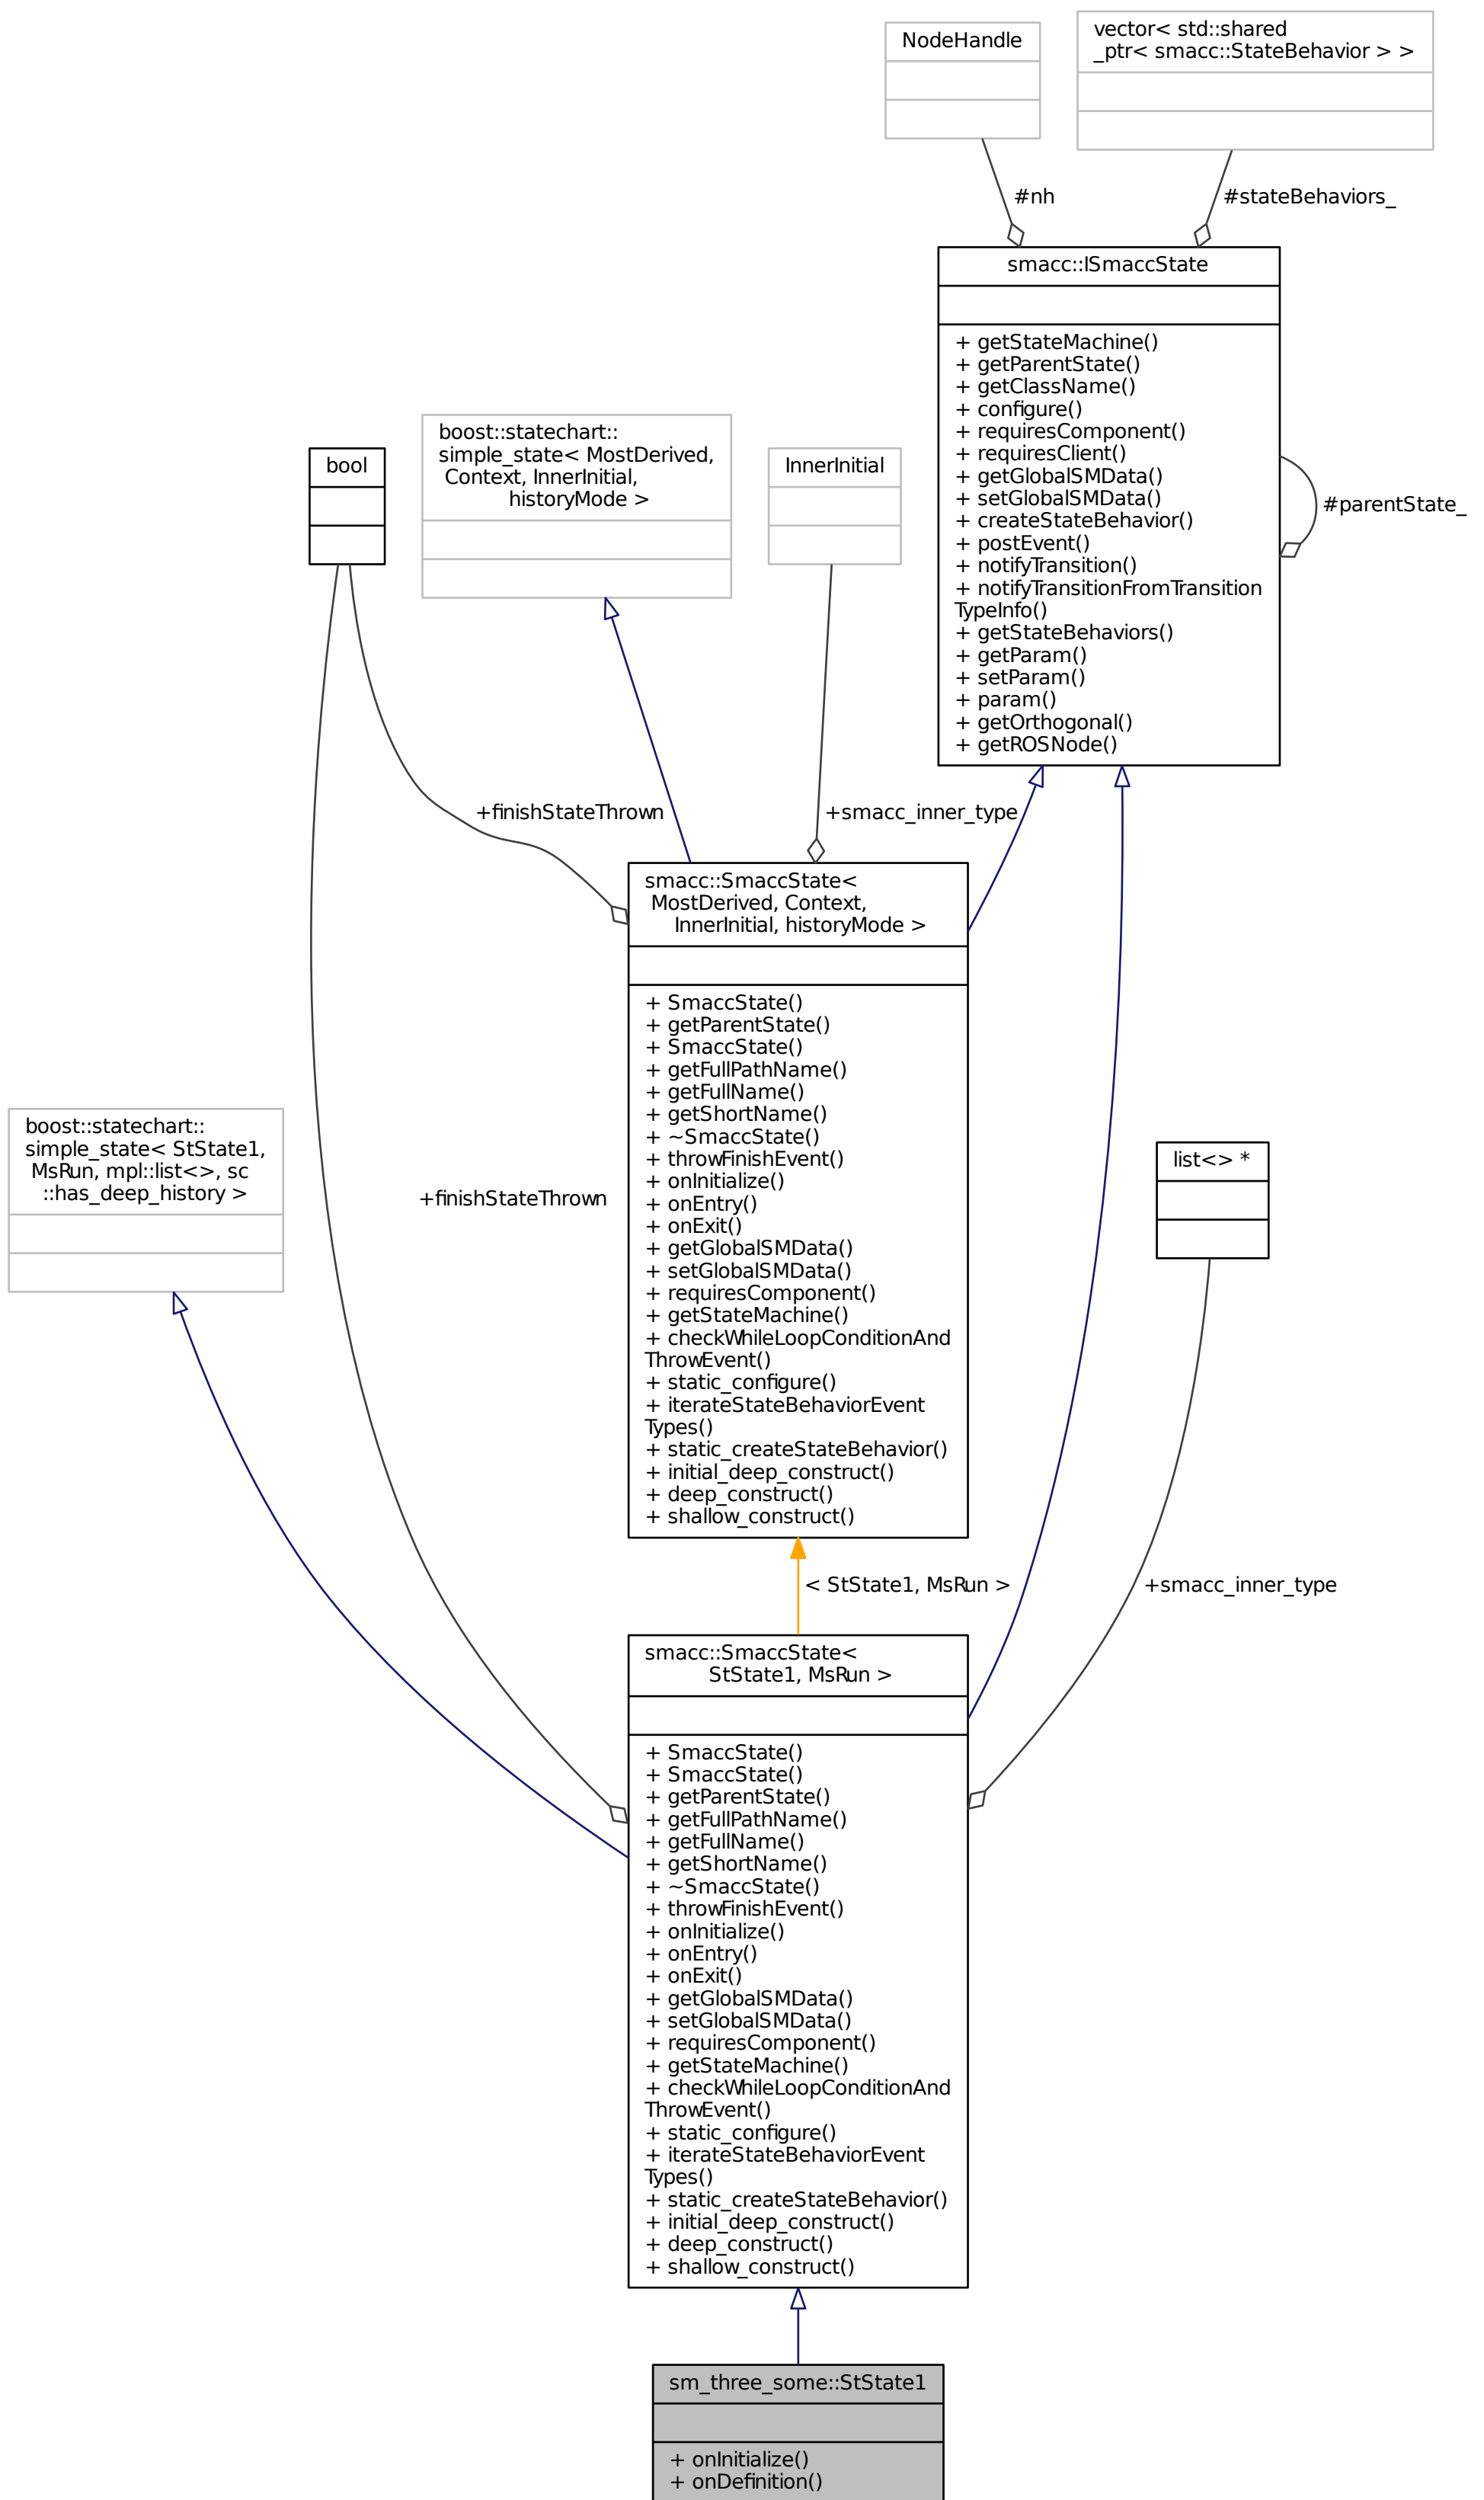 NodeHandle
vector< std::shared
_ptr< smacc::StateBehavior > >
#nh
#stateBehaviors_
smacc::ISmaccState
+ getStateMachine()
+ getParentState()
+ getClassName()
+ configure()
+ requiresComponent()
+ requiresClient()
+ getGlobalSMData()
+ setGlobalSMData()
+ createStateBehavior()
+ postEvent()
+ notifyTransition()
+ notifyTransitionFromTransition
TypeInfo()
+ getStateBehaviors()
+ getParam()
+ setParam()
+ param()
+ getOrthogonal()
+ getROSNode()
#parentState_
bool
boost::statechart::
simple_state< MostDerived,
Context, InnerInitial,
historyMode >
InnerInitial
+finishStateThrown
+smacc_inner_type
smacc::SmaccState<
MostDerived, Context,
InnerInitial, historyMode >
+ SmaccState()
+ getParentState()
+ SmaccState()
+ getFullPathName()
+ getFullName()
+ getShortName()
+ ~SmaccState()
+ throwFinishEvent()
+ onInitialize()
+ onEntry()
+ onExit()
+ getGlobalSMData()
+ setGlobalSMData()
+ requiresComponent()
+ getStateMachine()
+ checkWhileLoopConditionAnd
ThrowEvent()
+ static_configure()
+ iterateStateBehaviorEvent
Types()
+ static_createStateBehavior()
+ initial_deep_construct()
+ deep_construct()
+ shallow_construct()
boost::statechart::
simple_state< StState1,
MsRun, mpl::list<>, sc
::has_deep_history >
+finishStateThrown
list<> *
< StState1, MsRun >
+smacc_inner_type
smacc::SmaccState<
StState1, MsRun >
+ SmaccState()
+ SmaccState()
+ getParentState()
+ getFullPathName()
+ getFullName()
+ getShortName()
+ ~SmaccState()
+ throwFinishEvent()
+ onInitialize()
+ onEntry()
+ onExit()
+ getGlobalSMData()
+ setGlobalSMData()
+ requiresComponent()
+ getStateMachine()
+ checkWhileLoopConditionAnd
ThrowEvent()
+ static_configure()
+ iterateStateBehaviorEvent
Types()
+ static_createStateBehavior()
+ initial_deep_construct()
+ deep_construct()
+ shallow_construct()
sm_three_some::StState1
+ onInitialize()
+ onDefinition()